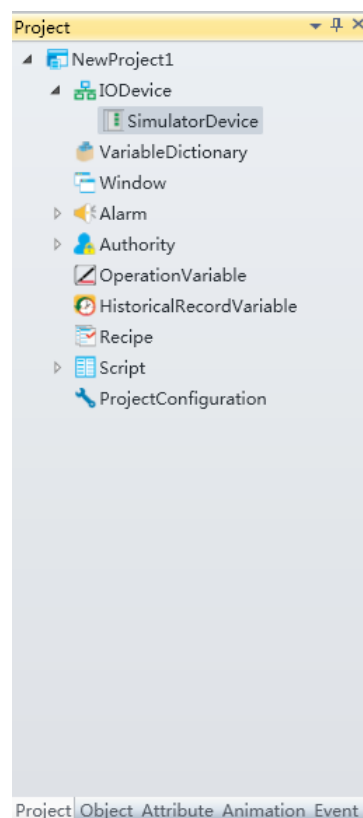 Project
NewProject1
IODevice
SimulatorDevice
VariableDictionary
Window
Alarm
Authority
OperationVariable
HistoricalRecordVariable
Recipe
Script
ProjectConfiguration
Project Object Attribute Animation Event